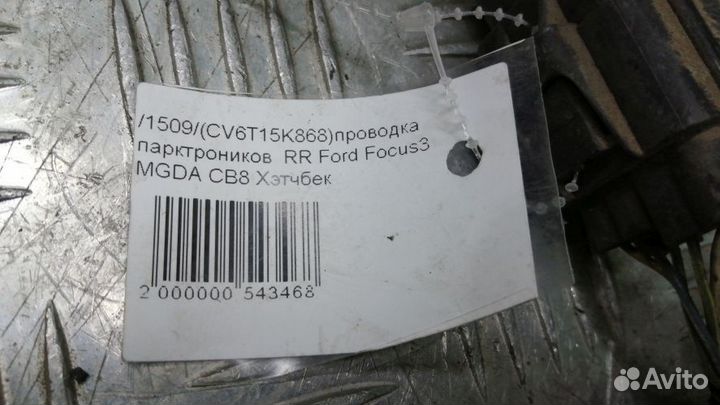 /1509/(CV6T15K868)проводка
парктроников RR Ford Focus3
MGDA CB8 Хэтчбек
2 000000 543468
Avito